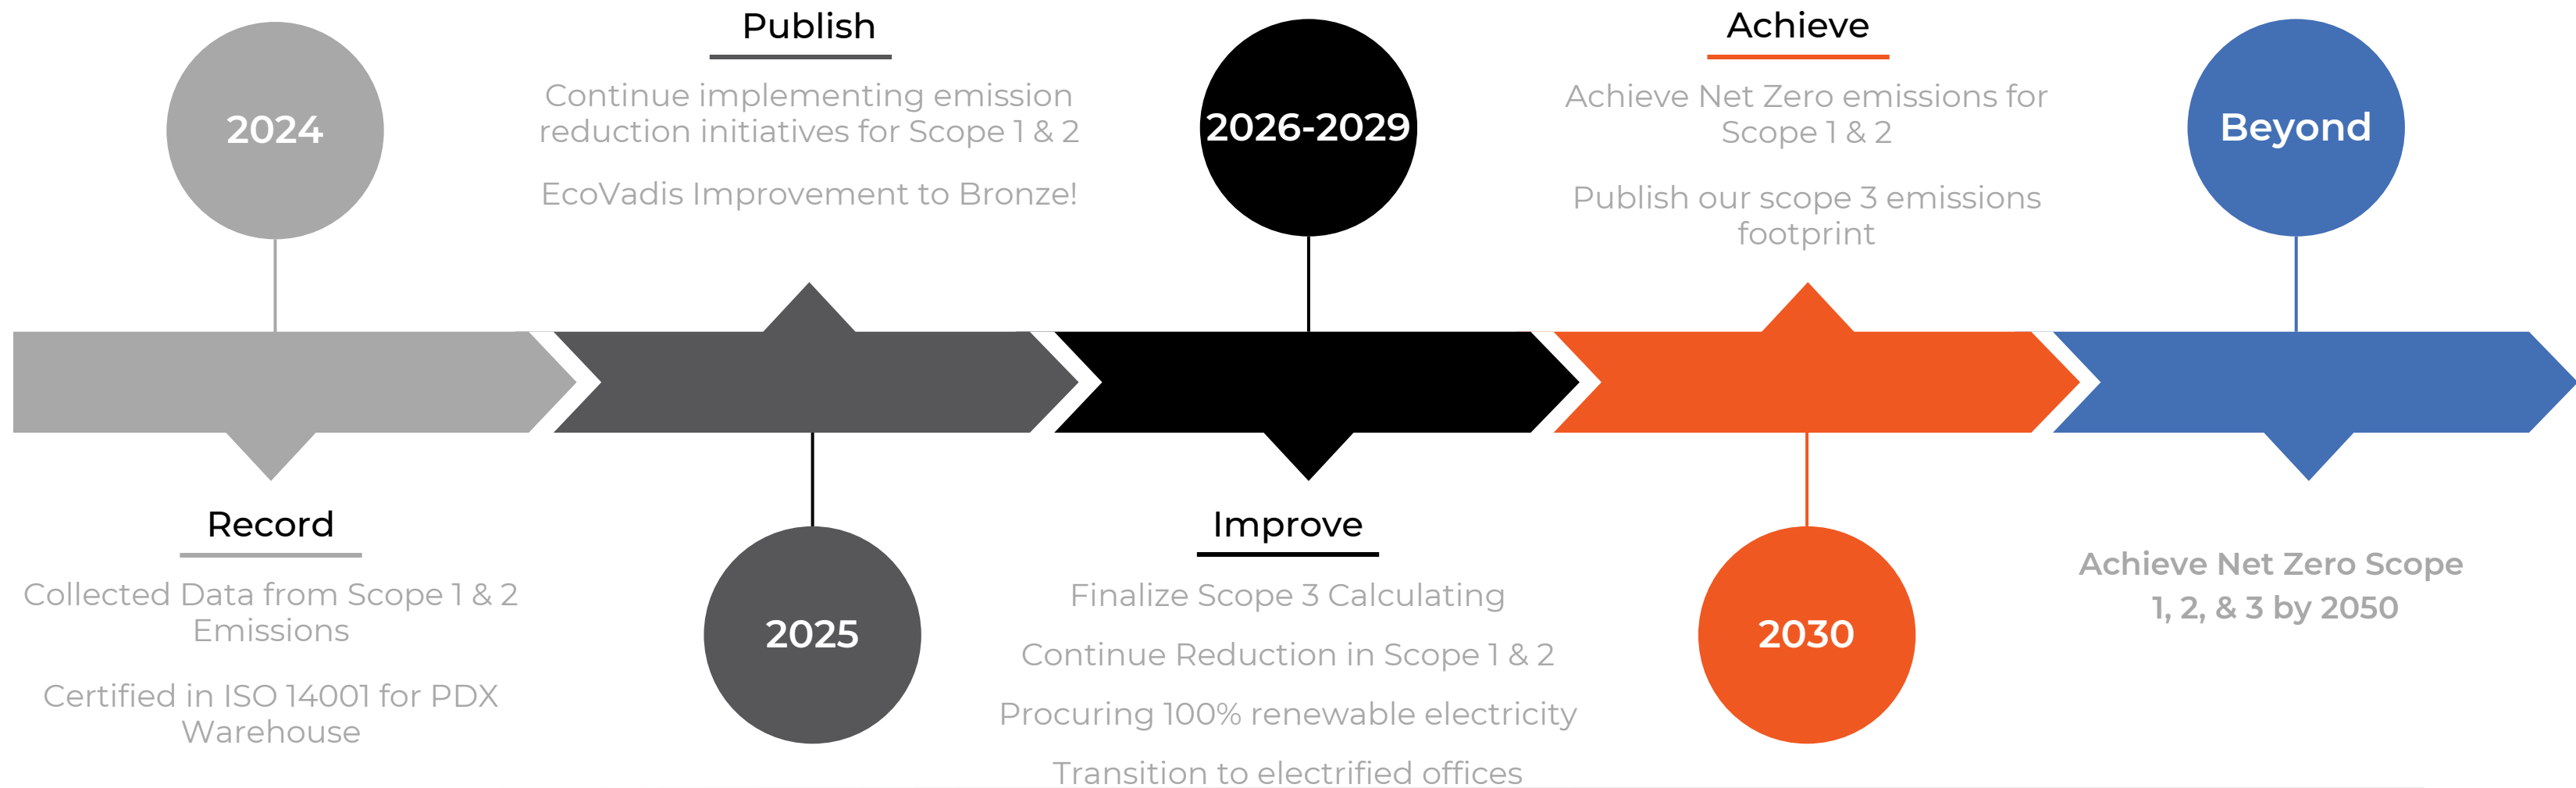 2024
Record
Collected Data from Scope 1 & 2
Emissions
Certified in ISO 14001 for PDX
Warehouse
Publish
Continue implementing emission
reduction initiatives for Scope 1 & 2
EcoVadis Improvement to Bronze!
2025
2026-2029
Improve
Finalize Scope 3 Calculating
Continue Reduction in Scope 1 & 2
Procuring 100% renewable electricity
Transition to electrified offices
Achieve
Achieve Net Zero emissions for
Scope 1 & 2
Publish our scope 3 emissions
footprint
2030
Beyond
Achieve Net Zero Scope
1, 2, & 3 by 2050